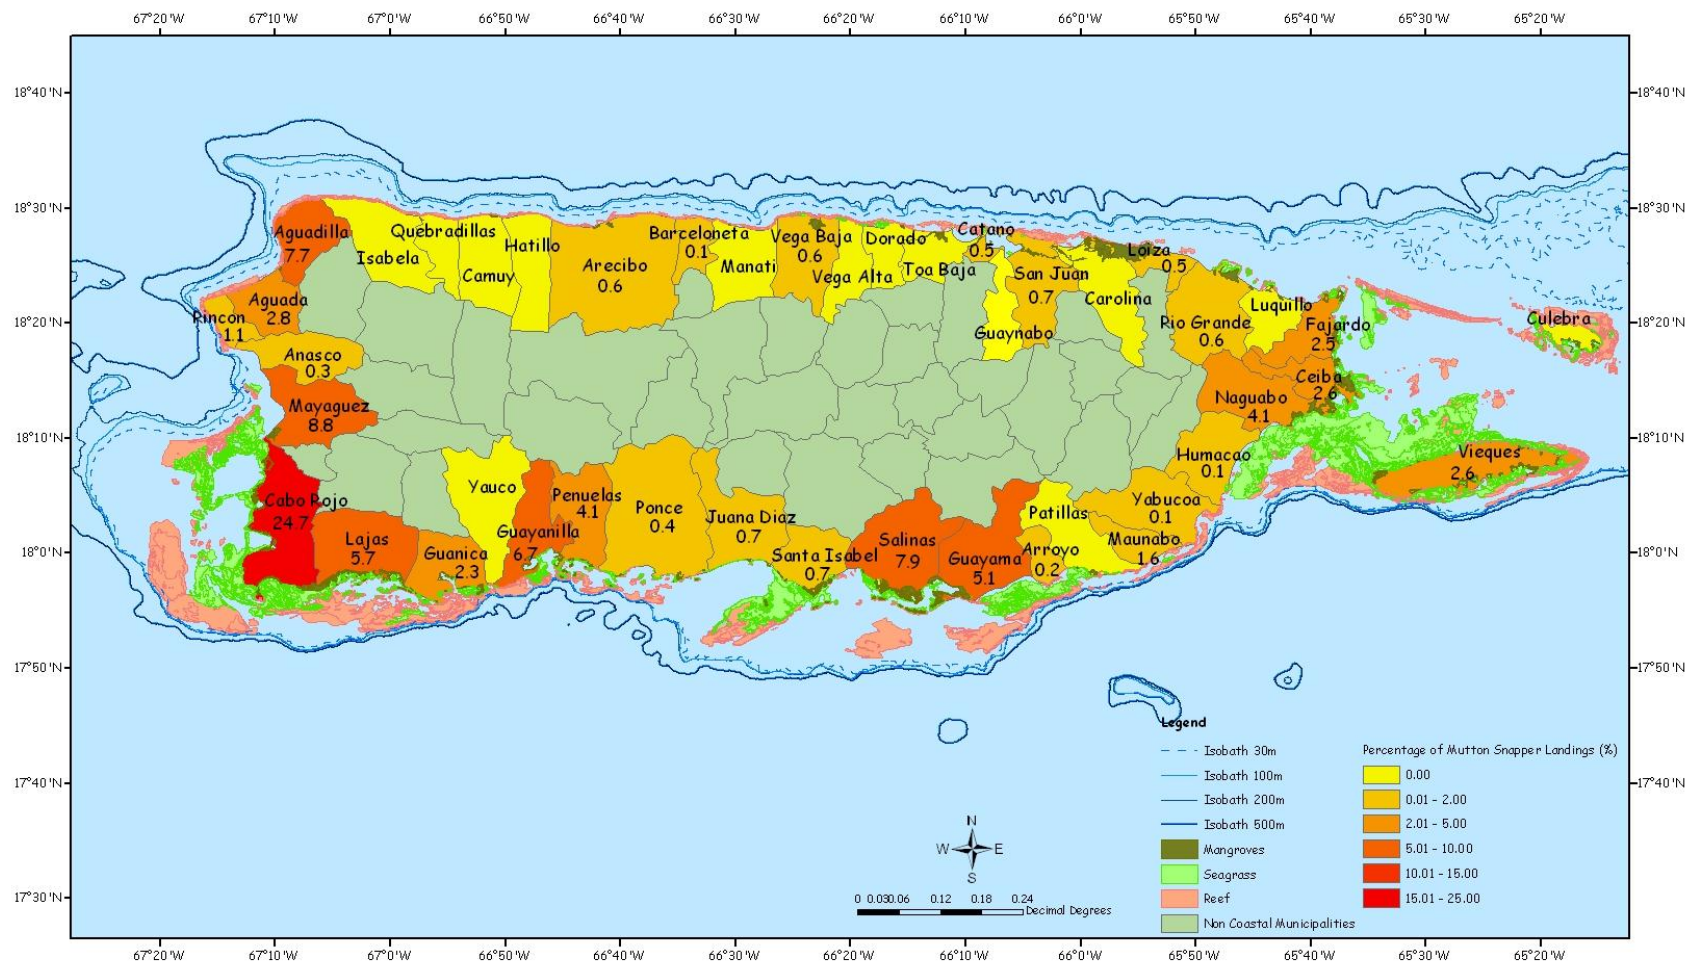 67°20'W 67°10'W 67°0'W 66°50'W 66°40'W 66°30'W 66°20'W 66°10'W 66°0'W 65°50'W 65°40'W 65°30'W 65°20'W
18°40'N 18°40'N
18°30'N 18°30'N
18°20'N 18°20'N
18°10'N 18°10'N
18°0'N 18°0'N
17°50'N 17°50'N
17°40'N 17°40'N
17°30'N 17°30'N
Aguadilla
7.7
Isabela
Quebradillas
Camuy
Hatillo
Arecibo
0.6
Barceloneta
0.1
Manati
Vega Baja
0.6
Vega Alta
Dorado
Toa Baja
Catano
0.5
San Juan
0.7
Guaynabo
Carolina
Loiza
0.5
Rio Grande
0.6
Luquillo
Fajardo
2.5
Culebra
Aguada
2.8
Rincon
1.1
Anasco
0.3
Mayaguez
8.8
Ceiba
2.6
Naguabo
4.1
Humacao
0.1
Vieques
2.6
Cabo Rojo
24.7
Lajas
5.7
Guanica
2.3
Yauco
Guayanilla
6.7
Penuelas
4.1
Ponce
0.4
Juana Diaz
0.7
Santa Isabel
0.7
Salinas
7.9
Guayama
5.1
Arroyo
0.2
Patillas
Yabucoa
0.1
Maunabo
1.6
Legend
Isobath 30m
Isobath 100m
Isobath 200m
Isobath 500m
Mangroves
Seagrass
Reef
Non Coastal Municipalities
Percentage of Mutton Snapper Landings (%)
0.00
0.01 - 2.00
2.01 - 5.00
5.01 - 10.00
10.01 - 15.00
15.01 - 25.00
N
W E
S
0 0.030.06 0.12 0.18 0.24
Decimal Degrees
67°20'W 67°10'W 67°0'W 66°50'W 66°40'W 66°30'W 66°20'W 66°10'W 66°0'W 65°50'W 65°40'W 65°30'W 65°20'W